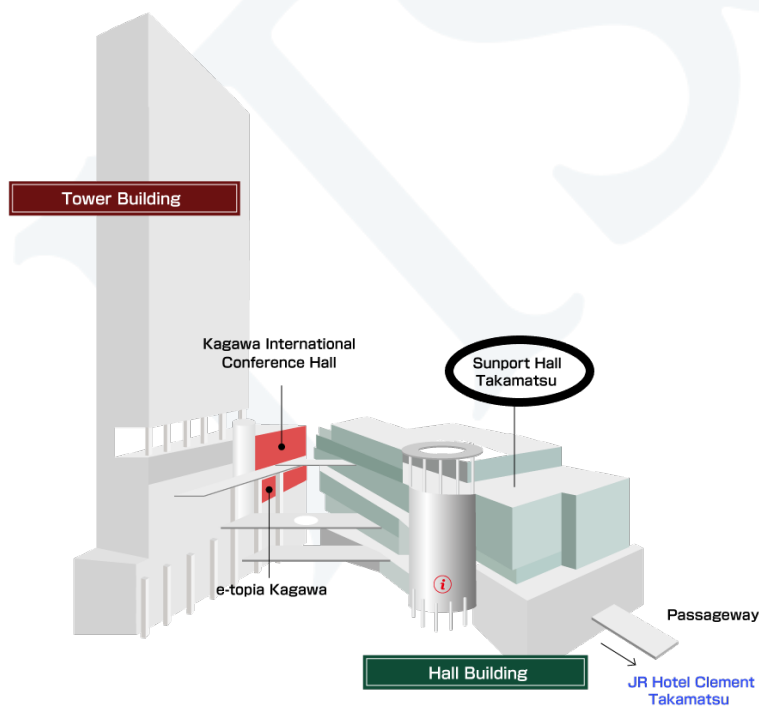 Tower Building
Kagawa International
Conference Hall
Sunport Hall
Takamatsu
e-topia Kagawa
i
Passageway
Hall Building
JR Hotel Clement
Takamatsu